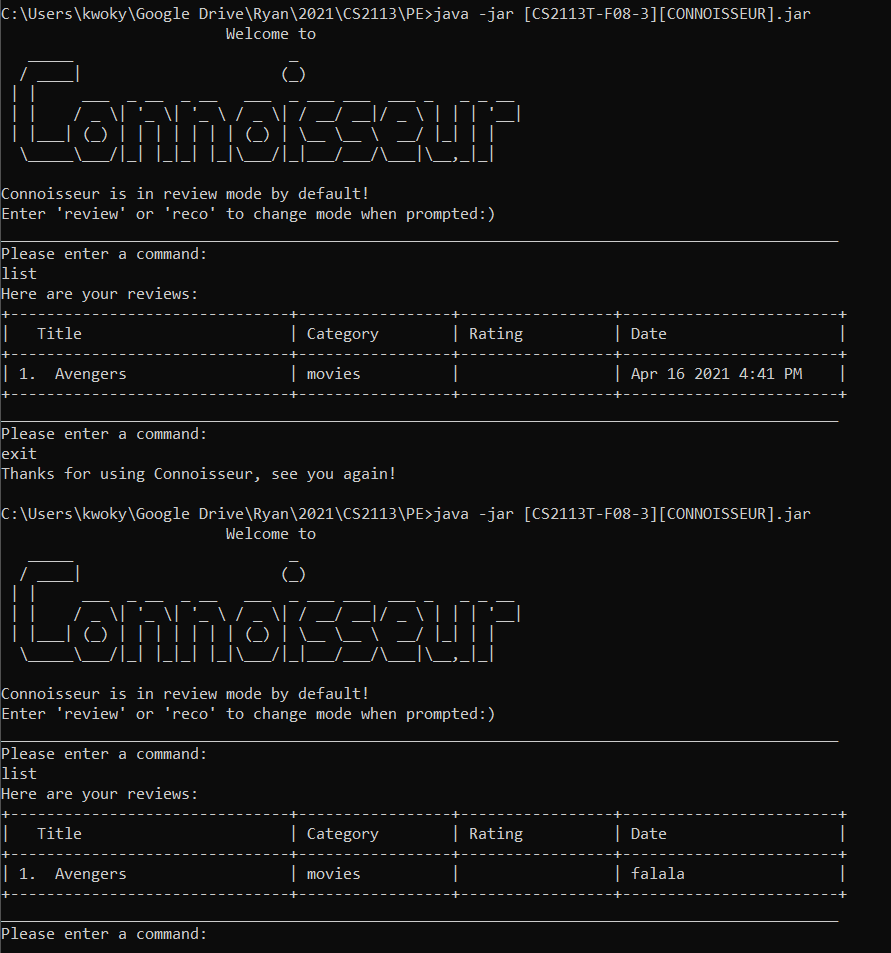 C:\Users\kwoky\Google Drive\Ryan\2021\CS2113\PE>java -jar [CS2113T-F08-3][CONNOISSEUR].jar
Welcome to
Connoisseur
Connoisseur is in review mode by default!
Enter 'review' or 'reco' to change mode when prompted:)
Please enter a command:
list
Here are your reviews:
| Title | Category | Rating | Date |
| 1. Avengers | movies | | Apr 16 2021 4:41 PM |
Please enter a command:
exit
Thanks for using Connoisseur, see you again!
C:\Users\kwoky\Google Drive\Ryan\2021\CS2113\PE>java -jar [CS2113T-F08-3][CONNOISSEUR].jar
Welcome to
Connoisseur
Connoisseur is in review mode by default!
Enter 'review' or 'reco' to change mode when prompted:)
Please enter a command:
list
Here are your reviews:
| Title | Category | Rating | Date |
| 1. Avengers | movies | | falala |
Please enter a command: